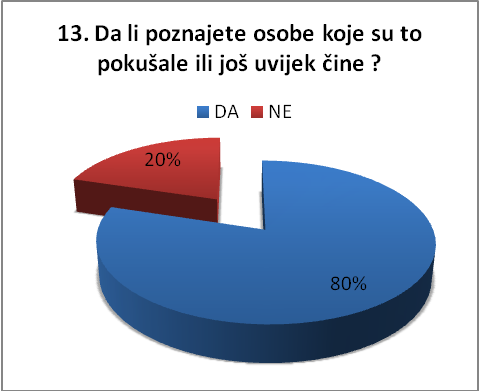 13. Da li poznajete osobe koje su to
pokušale ili još uvijek čine ?
DA NE
20%
80%